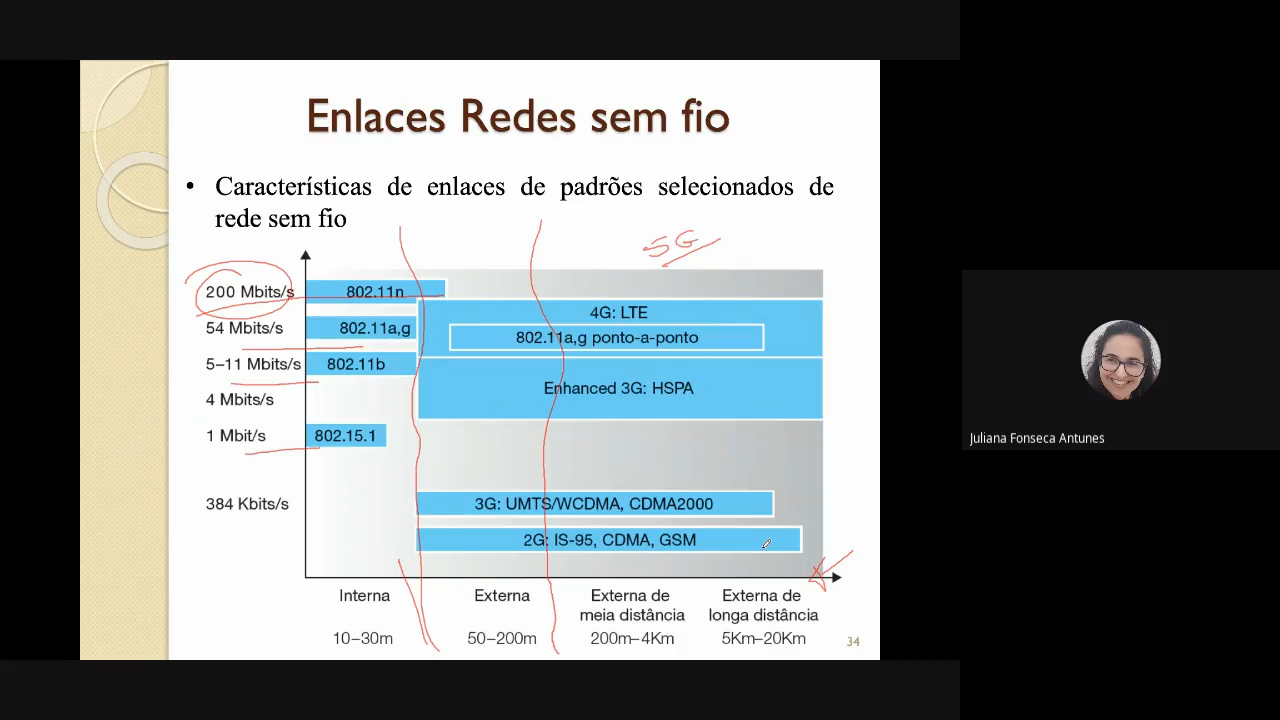 Enlaces Redes sem fio
• Características de enlaces de padrões selecionados de
rede sem fio
5G
200 Mbits/s
802.11n
4G: LTE
54 Mbits/s
802.11a,g
802.11a,g ponto-a-ponto
5–11 Mbits/s
802.11b
Enhanced 3G: HSPA
4 Mbits/s
1 Mbit/s
802.15.1
384 Kbits/s
3G: UMTS/WCDMA, CDMA2000
2G: IS-95, CDMA, GSM
Interna
Externa
Externa de
meia distância
Externa de
longa distância
10–30m
50–200m
200m–4Km
5Km–20Km
34
Juliana Fonseca Antunes